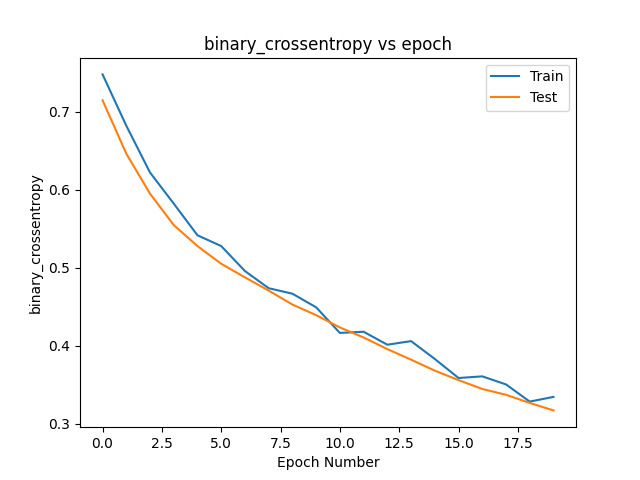 binary_crossentropy vs epoch
Train
Test
binary_crossentropy
0.7
0.6
0.5
0.4
0.3
0.0 2.5 5.0 7.5 10.0 12.5 15.0 17.5
Epoch Number